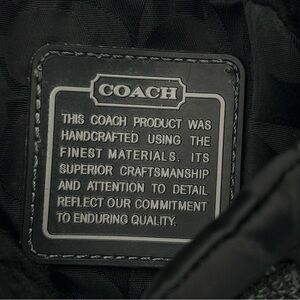 COACH
THIS COACH PRODUCT WAS
HANDCRAFTED USING THE
FINEST MATERIALS. ITS
SUPERIOR CRAFTSMANSHIP
AND ATTENTION TO DETAIL
REFLECT OUR COMMITMENT
TO ENDURING QUALITY.